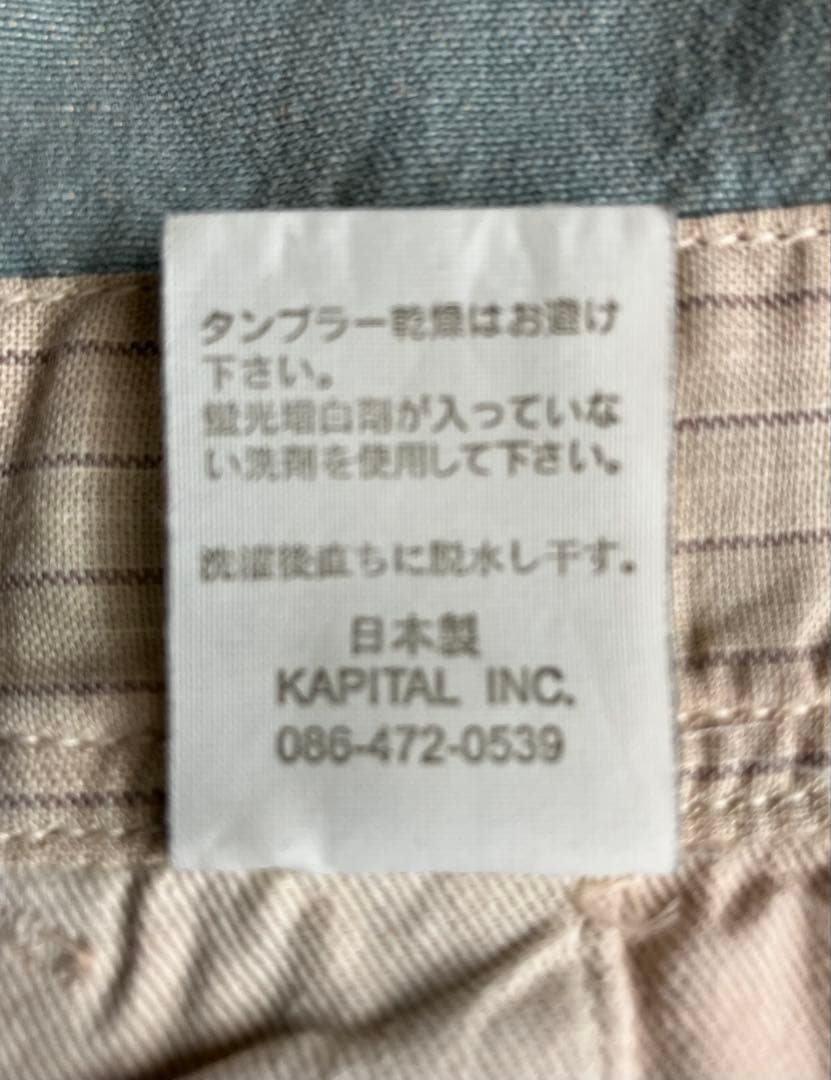 タンブラー乾燥はお避け
下さい。
蛍光増白剤が入っていな
い洗剤を使用して下さい。
洗濯後直ちに脱水し干す。
日本製
KAPITAL INC.
086-472-0539